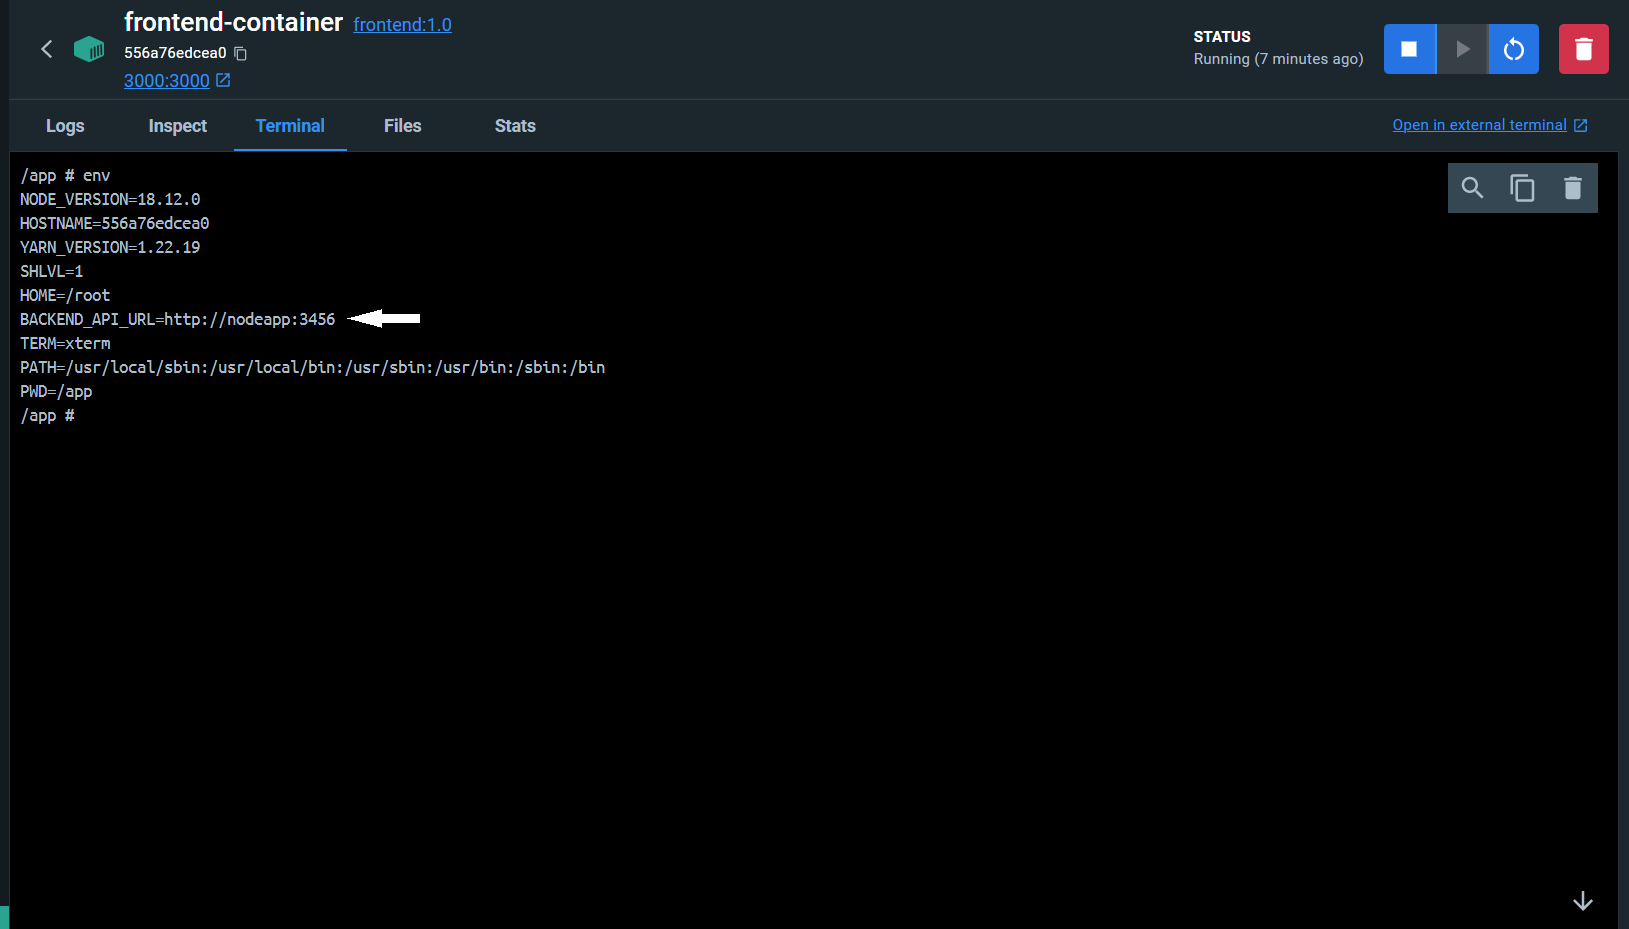 frontend-container frontend:1.0
556a76edcea0
3000:3000
STATUS
Running (7 minutes ago)
Logs Inspect Terminal Files Stats
Open in external terminal
/app # env
NODE_VERSION=18.12.0
HOSTNAME=556a76edcea0
YARN_VERSION=1.22.19
SHLVL=1
HOME=/root
BACKEND_API_URL=http://nodeapp:3456
TERM=xterm
PATH=/usr/local/sbin:/usr/local/bin:/usr/sbin:/usr/bin:/sbin:/bin
PWD=/app
/app #